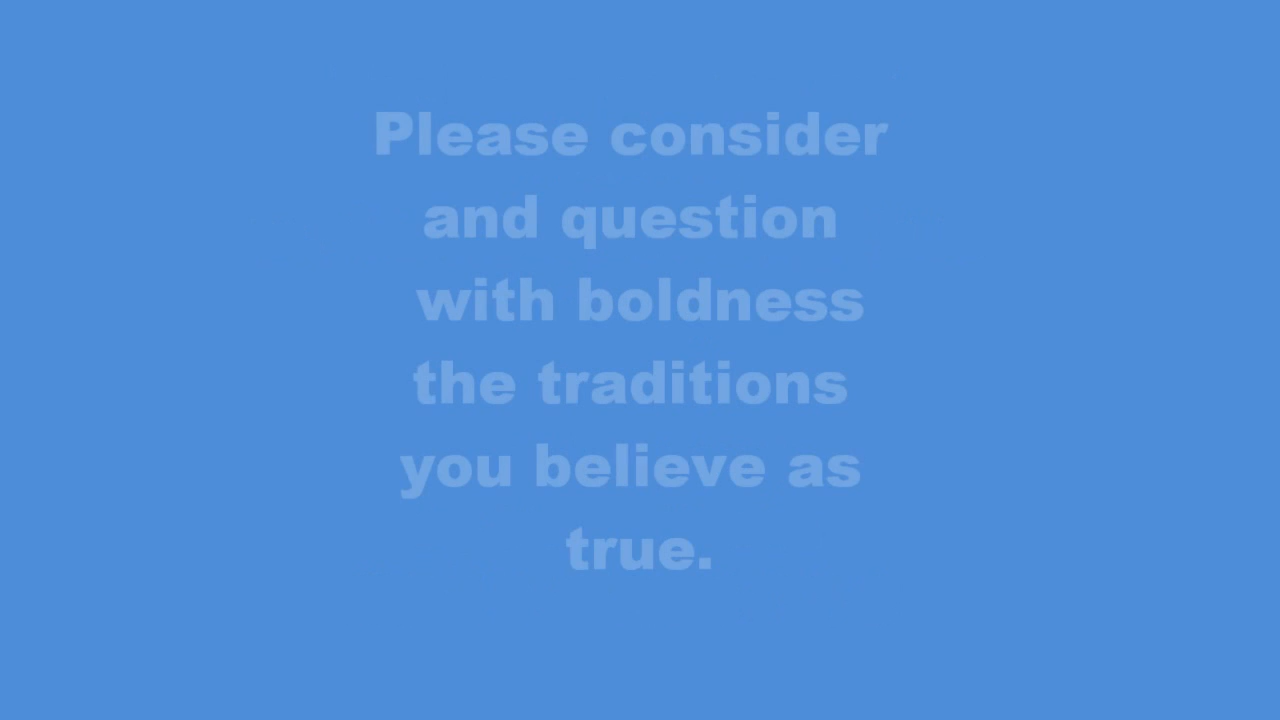 Please consider
and question
with boldness
the traditions
you believe as
true.